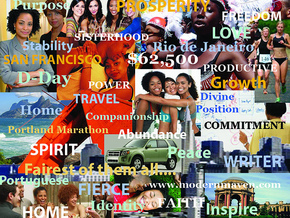 Purpose
PROSPERITY
FREEDOM
SISTERHOOD
LOVE
Stability
Rio de Janeiro
SAN FRANCISCO
$62,500
PRODUCTIVE
D-Day
POWER
Growth
TRAVEL
Divine
Position
Home
Companionship
Portland Marathon
Abundance
COMMITMENT
SPIRIT
Peace
WRITER
Fairest of them all....
Portuguese
FIERCE
www.modernmaven.com
FAITH
HOME
Identity
Inspire